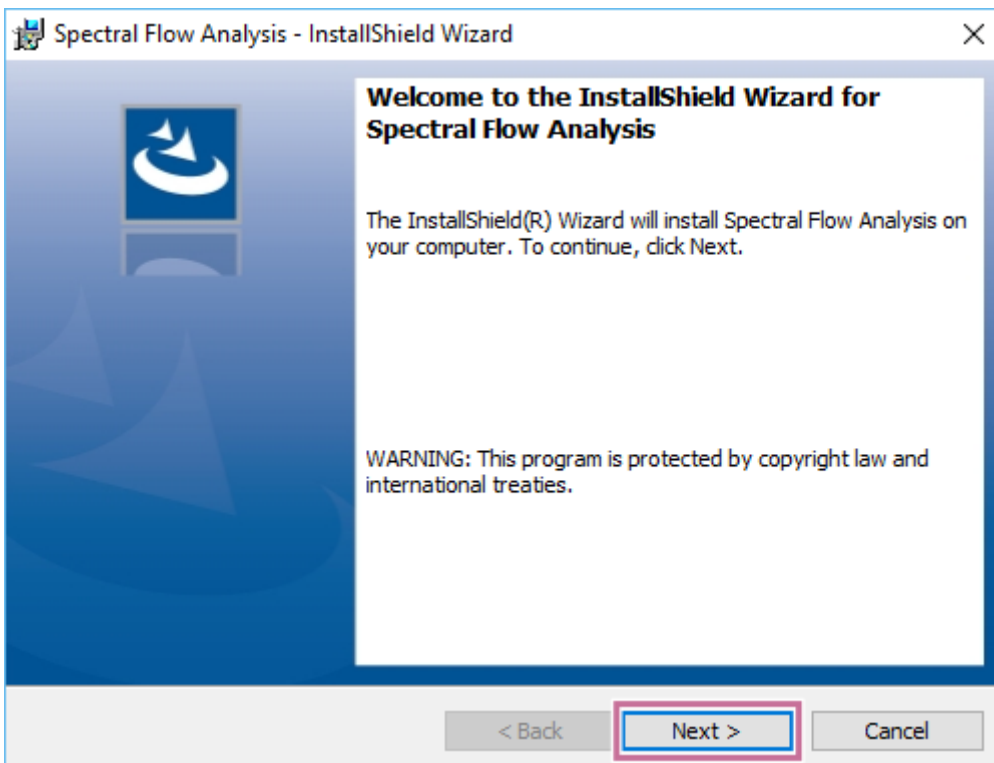 Spectral Flow Analysis - InstallShield Wizard
Welcome to the InstallShield Wizard for
Spectral Flow Analysis
The InstallShield(R) Wizard will install Spectral Flow Analysis on
your computer. To continue, click Next.
WARNING: This program is protected by copyright law and
international treaties.
< Back
Next >
Cancel